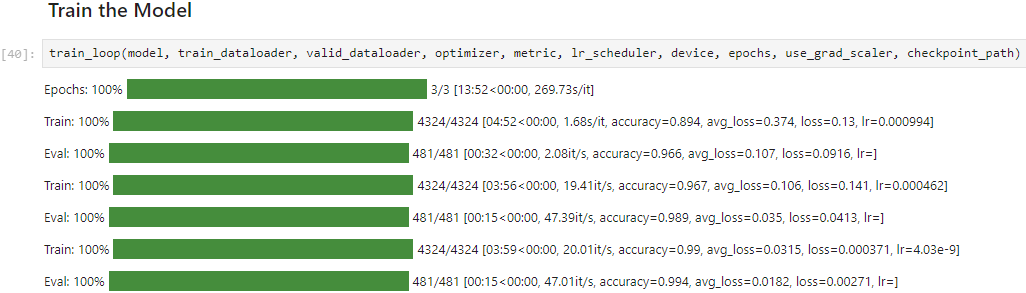 Train the Model
[40]: train_loop(model, train_dataloader, valid_dataloader, optimizer, metric, lr_scheduler, device, epochs, use_grad_scaler, checkpoint_path)
Epochs: 100% 3/3 [13:52<00:00, 269.73s/it]
Train: 100% 4324/4324 [04:52<00:00, 1.68s/it, accuracy=0.894, avg_loss=0.374, loss=0.13, lr=0.000994]
Eval: 100% 481/481 [00:32<00:00, 2.08it/s, accuracy=0.966, avg_loss=0.107, loss=0.0916, lr=]
Train: 100% 4324/4324 [03:56<00:00, 19.41it/s, accuracy=0.967, avg_loss=0.106, loss=0.141, lr=0.000462]
Eval: 100% 481/481 [00:15<00:00, 47.39it/s, accuracy=0.989, avg_loss=0.035, loss=0.0413, lr=]
Train: 100% 4324/4324 [03:59<00:00, 20.01it/s, accuracy=0.99, avg_loss=0.0315, loss=0.000371, lr=4.03e-9]
Eval: 100% 481/481 [00:15<00:00, 47.01it/s, accuracy=0.994, avg_loss=0.0182, loss=0.00271, lr=]